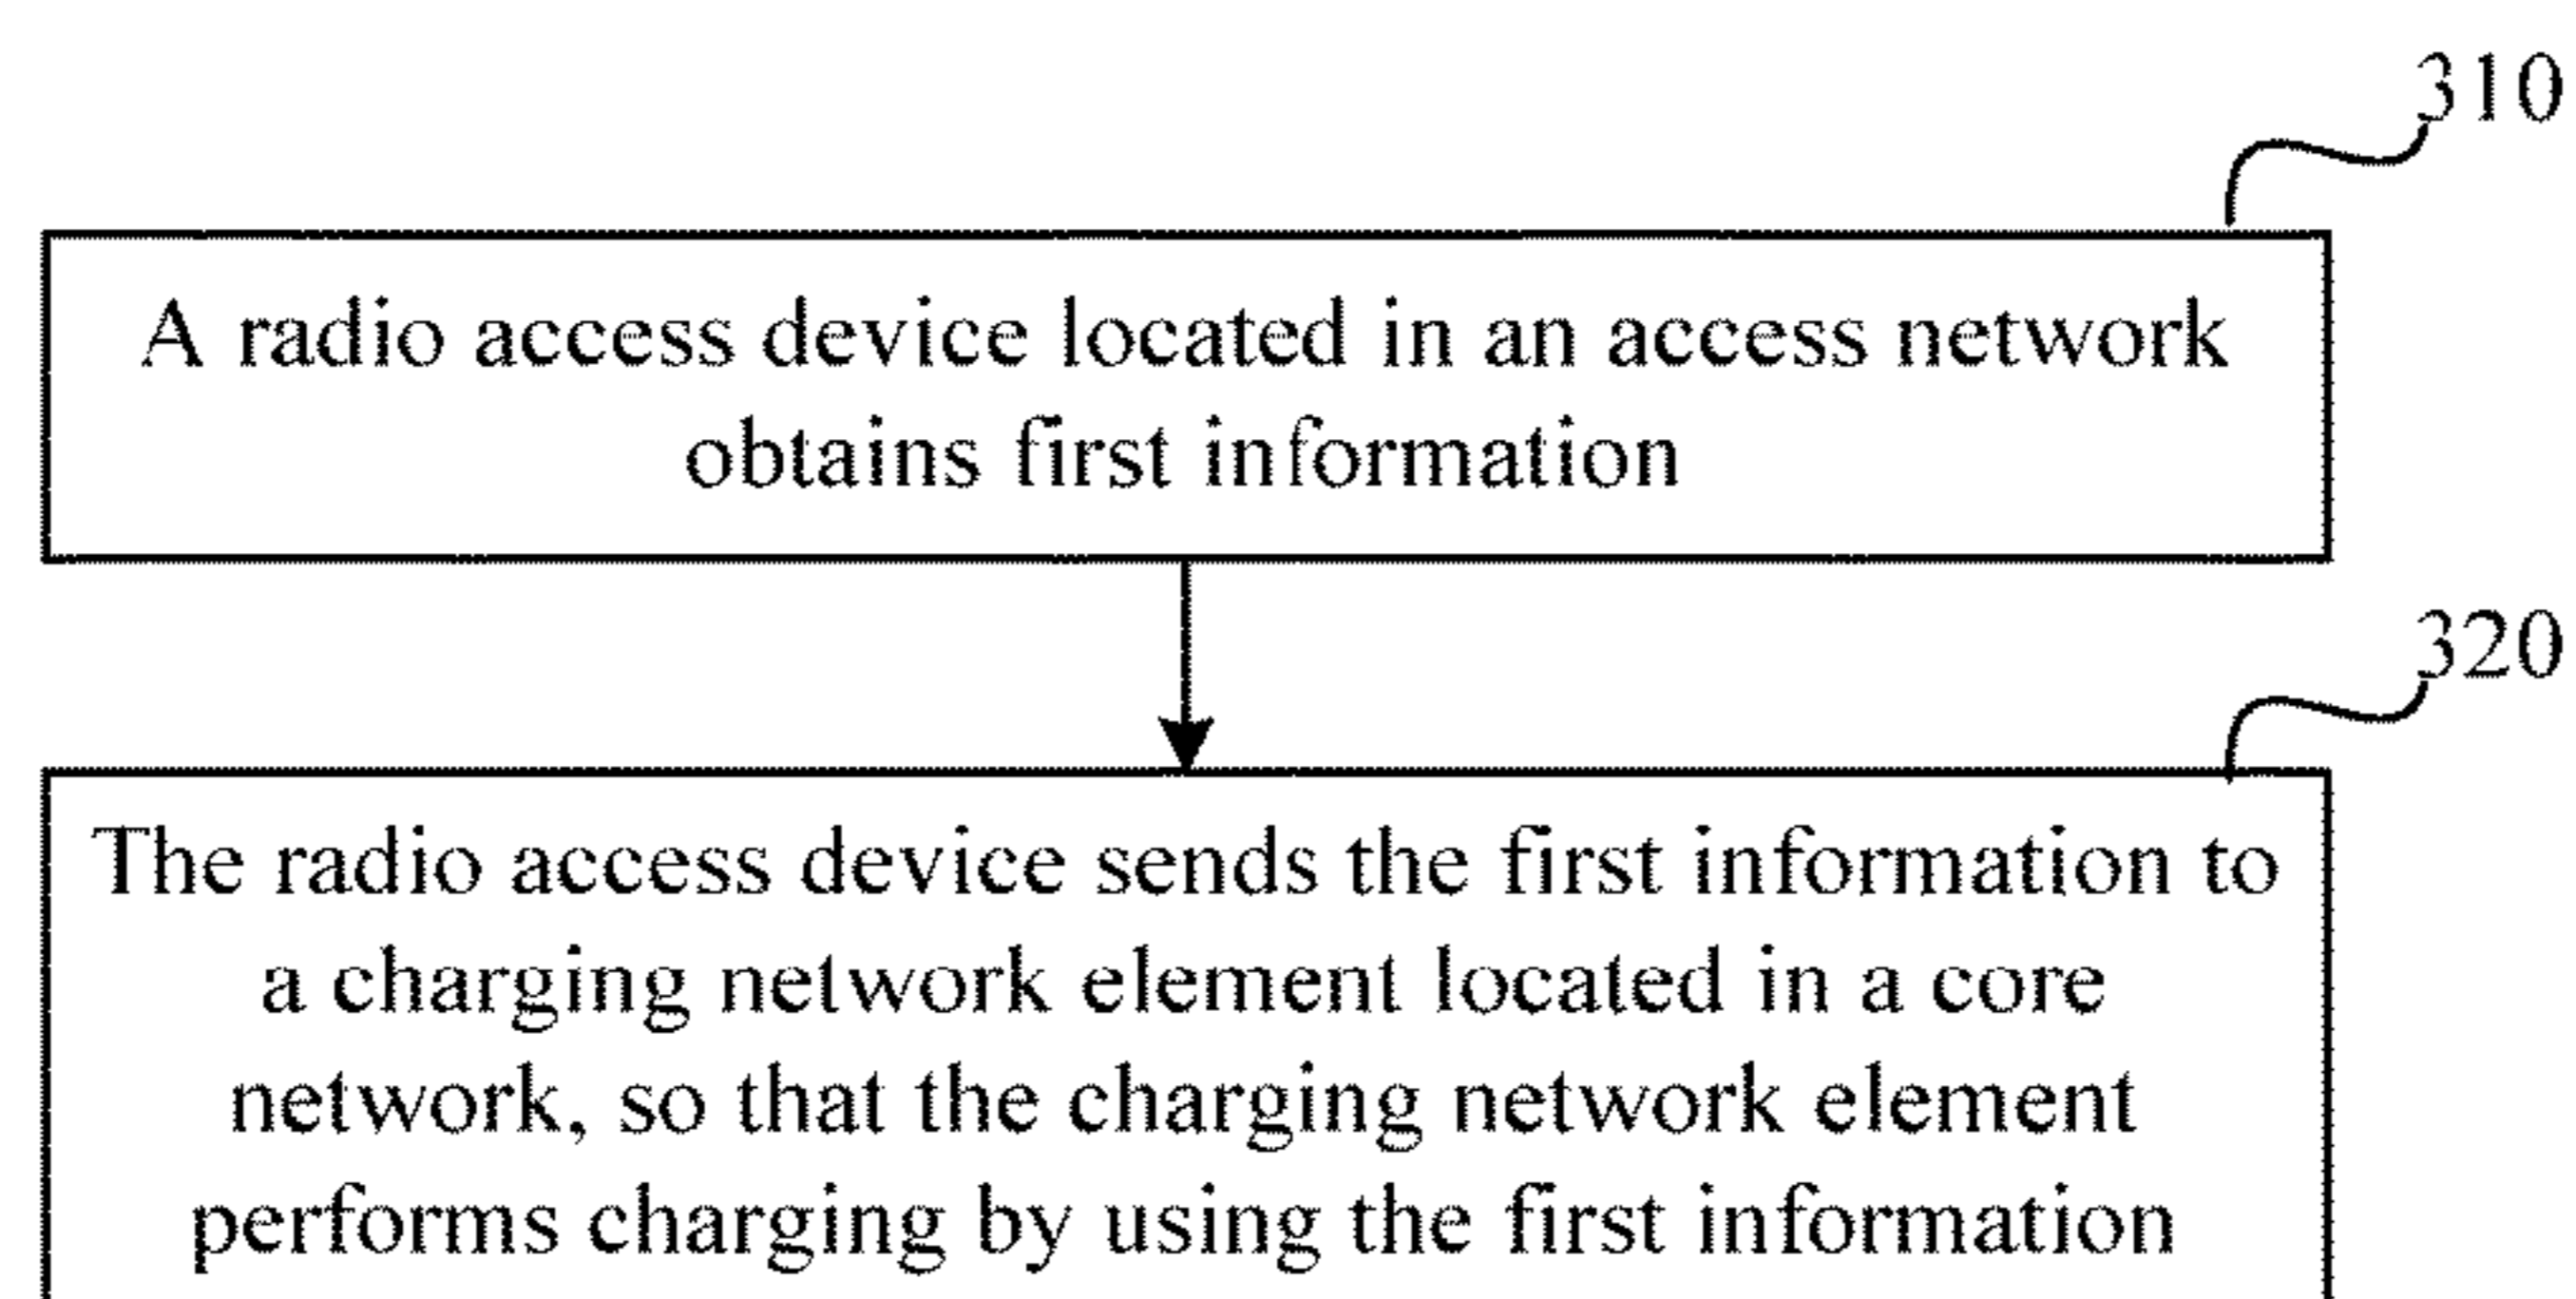 310
A radio access device located in an access network
obtains first information
320
The radio access device sends the first information to
a charging network element located in a core
network, so that the charging network element
performs charging by using the first information